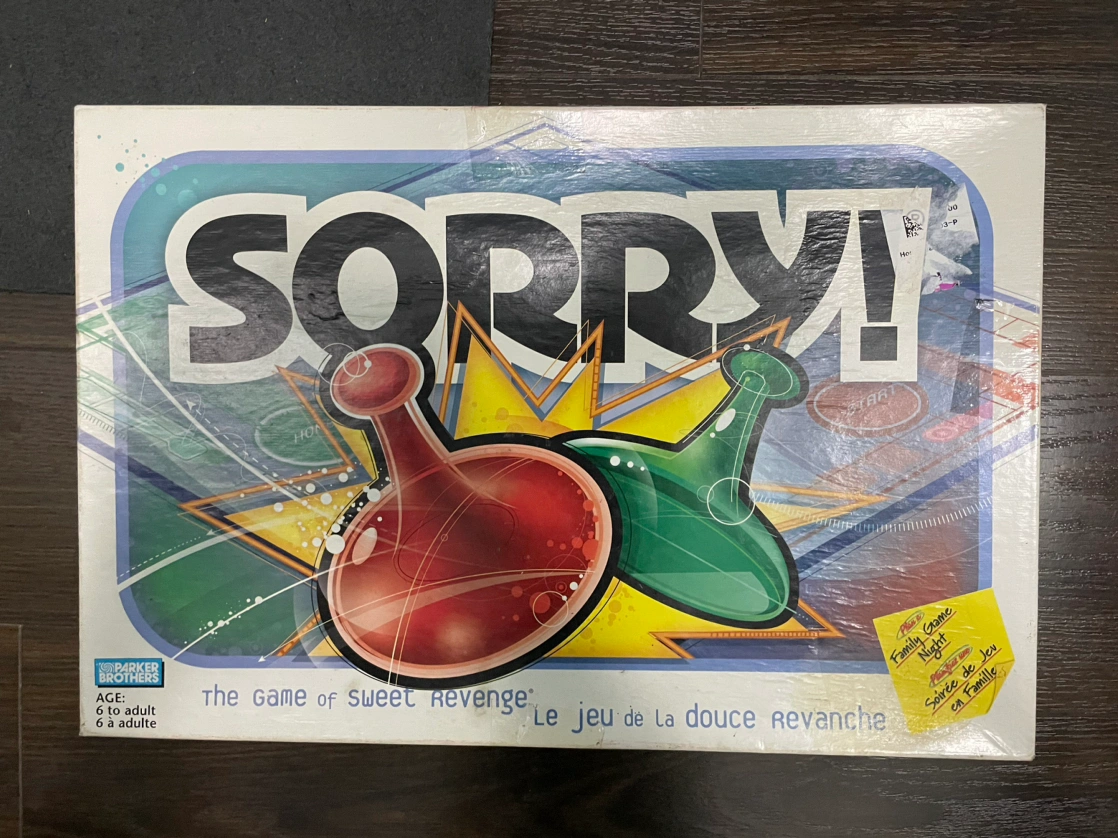 SORRY!
START
PARKER
BROTHERS
AGE:
6 to adult
6 à adulte
The Game of Sweet Revenge
Le jeu de la douce Revanche
Family Game
Night
Soirée de Jeu
en Famille